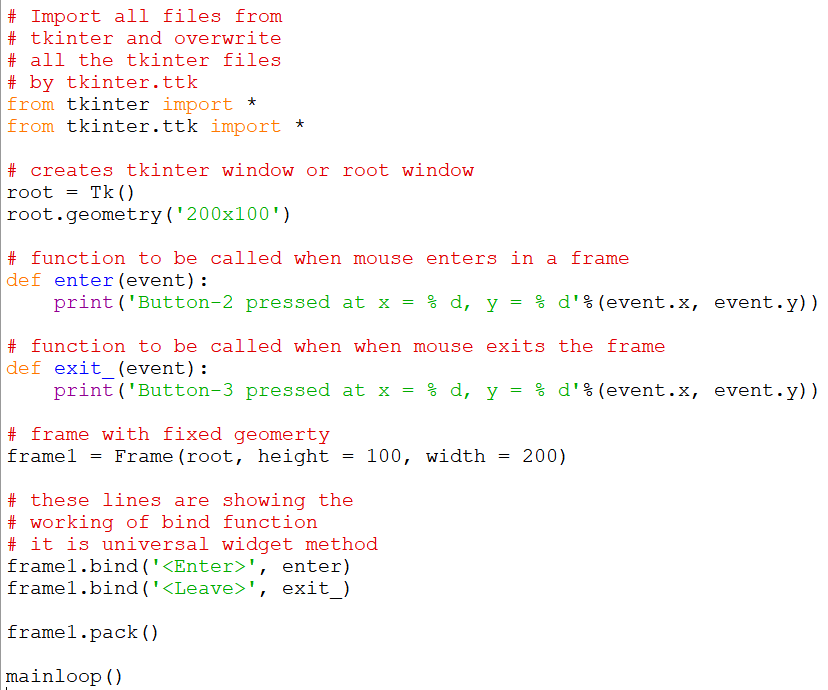 # Import all files from
# tkinter and overwrite
# all the tkinter files
# by tkinter.ttk
from tkinter import *
from tkinter.ttk import *

# creates tkinter window or root window
root = Tk()
root.geometry('200x100')

# function to be called when mouse enters in a frame
def enter(event):
    print('Button-2 pressed at x = % d, y = % d'%(event.x, event.y))

# function to be called when when mouse exits the frame
def exit_(event):
    print('Button-3 pressed at x = % d, y = % d'%(event.x, event.y))

# frame with fixed geomerty
frame1 = Frame(root, height = 100, width = 200)

# these lines are showing the
# working of bind function
# it is universal widget method
frame1.bind('<Enter>', enter)
frame1.bind('<Leave>', exit_)

frame1.pack()

mainloop()